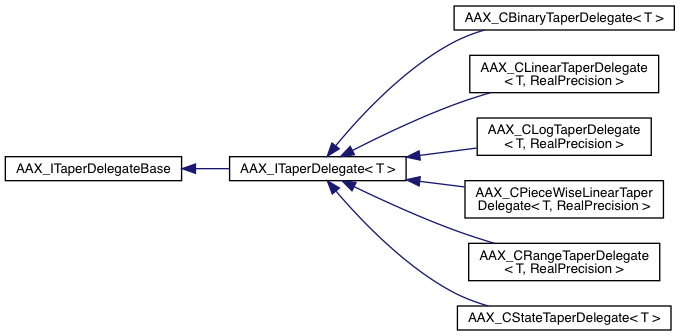 AAX_ITaperDelegateBase
AAX_ITaperDelegate< T >
AAX_CBinaryTaperDelegate< T >
AAX_CLinearTaperDelegate
< T, RealPrecision >
AAX_CLogTaperDelegate
< T, RealPrecision >
AAX_CPieceWiseLinearTaper
Delegate< T, RealPrecision >
AAX_CRangeTaperDelegate
< T, RealPrecision >
AAX_CStateTaperDelegate< T >